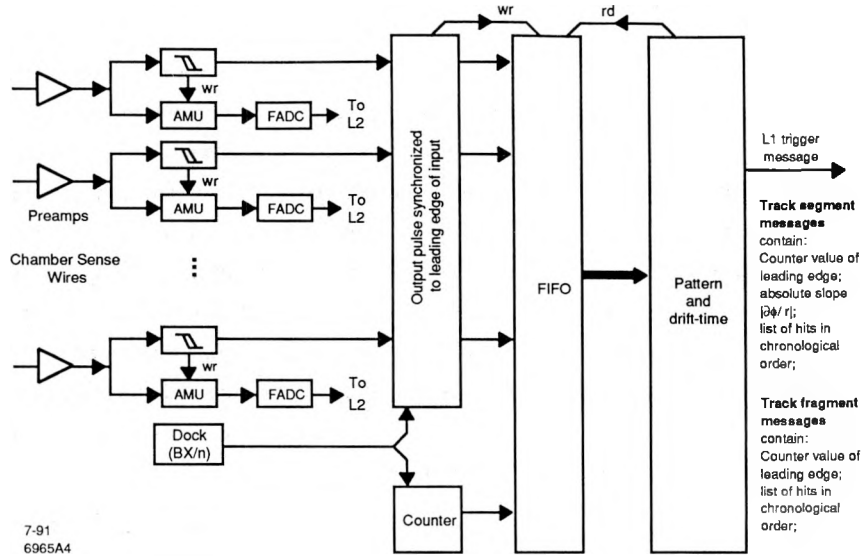 wr
rd
wr
AMU
FADC
To
L2
wr
AMU
FADC
To
L2
Preamps
Chamber Sense
Wires
wr
AMU
FADC
To
L2
Output pulse synchronized
to leading edge of input
FIFO
Pattern
and
drift-time
Dock
(BX/n)
Counter
L1 trigger
message
Track segment
messages
contain:
Counter value of
leading edge;
absolute slope
|∂ϕ/ r|;
list of hits in
chronological
order;
Track fragment
messages
contain:
Counter value of
leading edge;
list of hits in
chronological
order;
7-91
6965A4